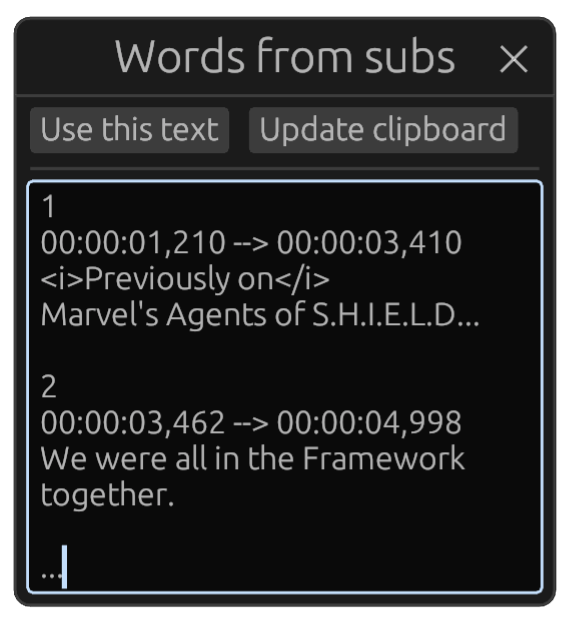 Words from subs
Use this text
Update clipboard
1
00:00:01,210 --> 00:00:03,410
<i>Previously on</i>
Marvel's Agents of S.H.I.E.L.D...
2
00:00:03,462 --> 00:00:04,998
We were all in the Framework
together.
...